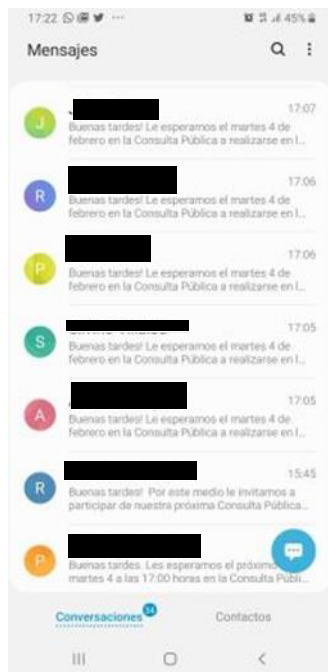 17:22 45%
Mensajes
J 17:07
Buenas tardes! Le esperamos el martes 4 de
febrero en la Consulta Pública a realizarse en l...
17:06
R
Buenas tardes! Le esperamos el martes 4 de
febrero en la Consulta Pública a realizarse en l...
17:06
P
Buenas tardes! Le esperamos el martes 4 de
febrero en la Consulta Pública a realizarse en l...
17:05
S
Buenas tardes! Le esperamos el martes 4 de
febrero en la Consulta Pública a realizarse en l...
17:05
A
Buenas tardes! Le esperamos el martes 4 de
febrero en la Consulta Pública a realizarse en l...
15:45
R
Buenas tardes! Por este medio le invitamos a
participar de nuestra próxima Consulta Pública...
P
Buenas tardes. Les esperamos el próximo
martes 4 a las 17:00 horas en la Consulta Públi...
Conversaciones 34 Contactos